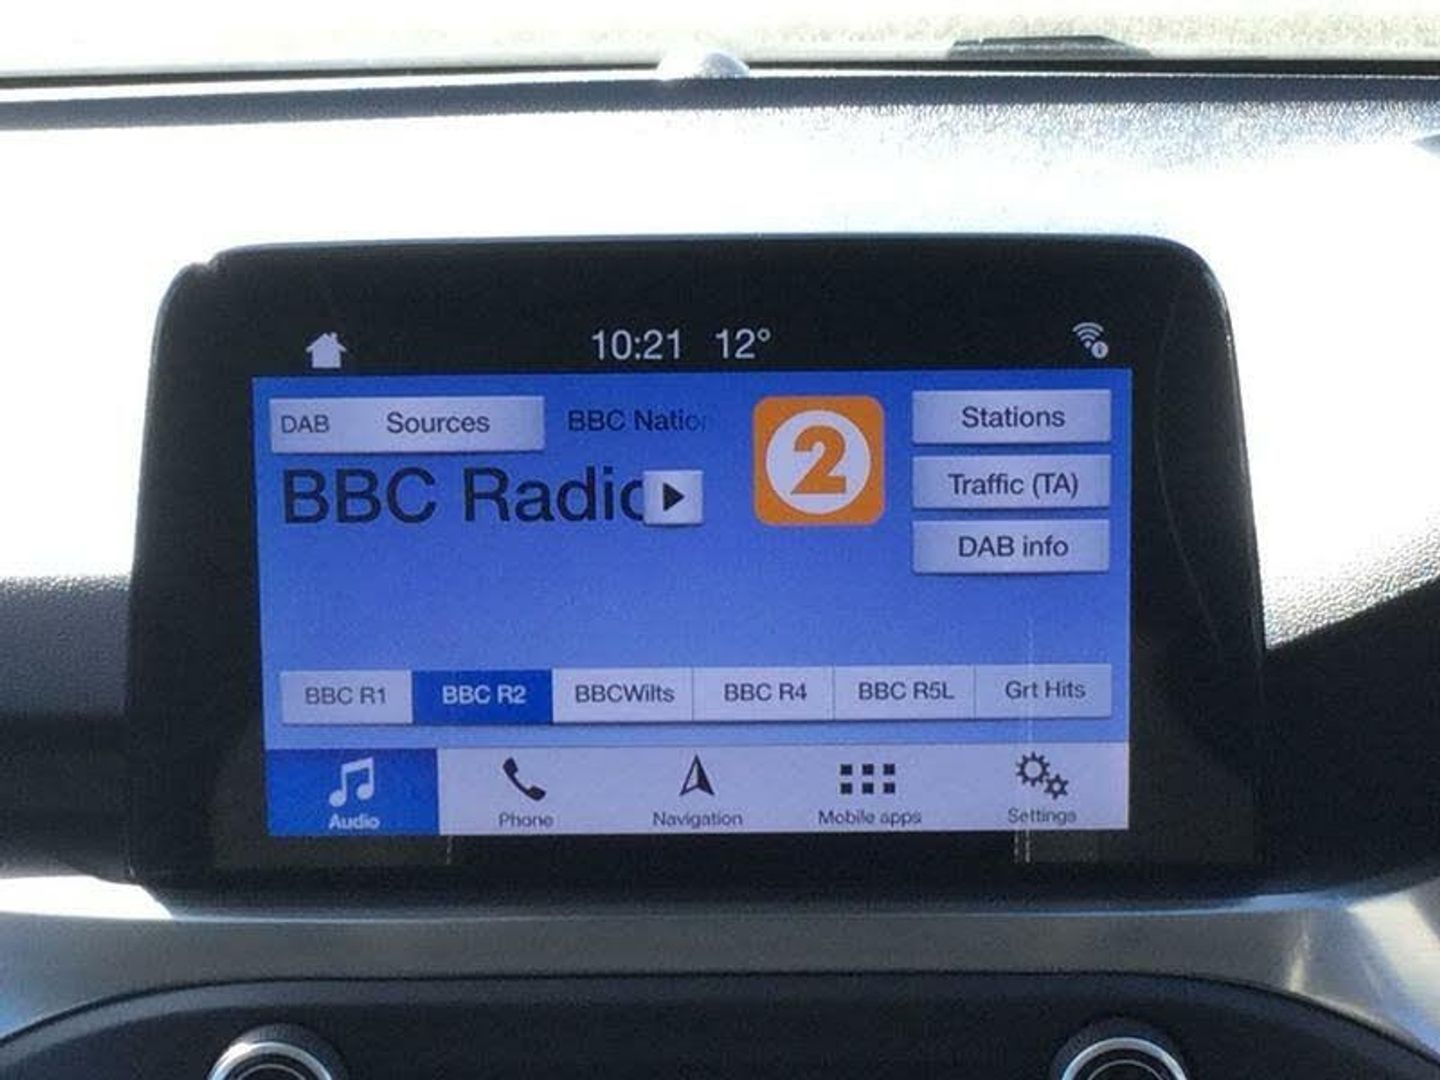 10:21 12°
DAB Sources
BBC Natio
2
Stations
BBC Radio
Traffic (TA)
DAB info
BBC R1 BBC R2 BBCWilts BBC R4 BBC R5L Grt Hits
Audio Phone Navigation Mobile apps Settings